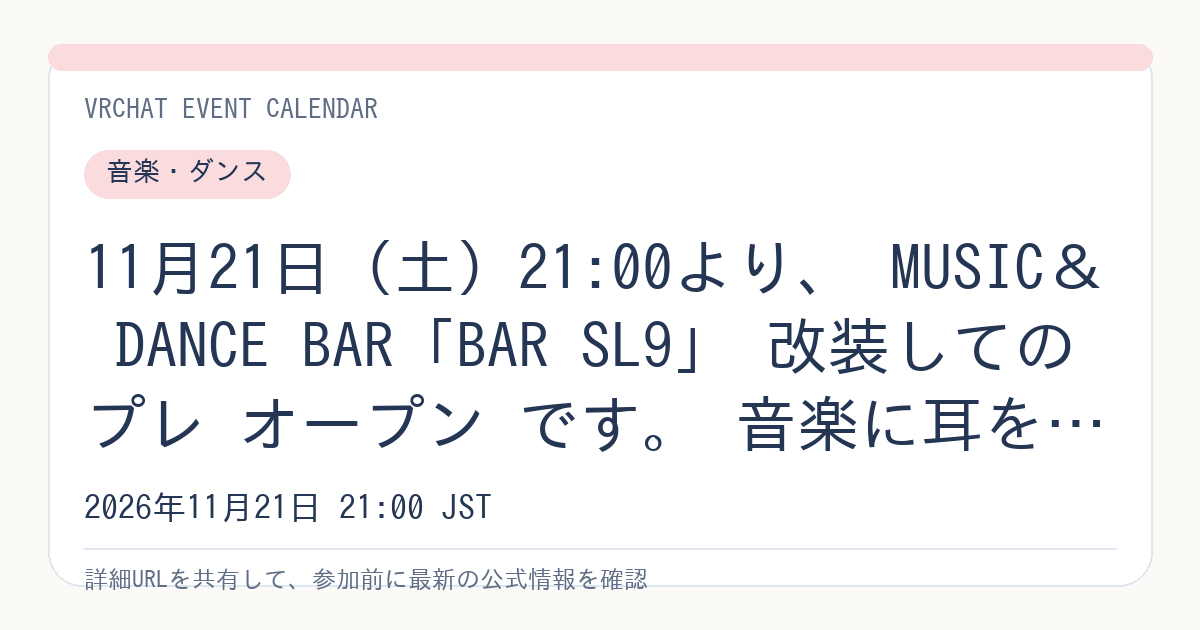 VRCHAT EVENT CALENDAR
音楽・ダンス
11月21日（土）21:00より、 MUSIC＆
DANCE BAR「BAR SL9」 改装しての
プレ オープン です。 音楽に耳を…
2026年11月21日 21:00 JST
詳細URLを共有して、参加前に最新の公式情報を確認